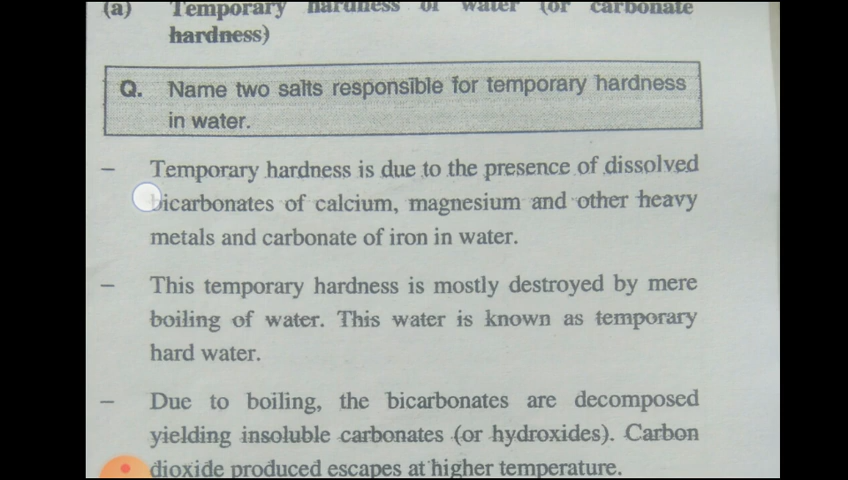 (a) Temporary hardness of water (or carbonate
hardness)
Q. Name two salts responsible for temporary hardness
in water.
– Temporary hardness is due to the presence of dissolved
bicarbonates of calcium, magnesium and other heavy
metals and carbonate of iron in water.
– This temporary hardness is mostly destroyed by mere
boiling of water. This water is known as temporary
hard water.
– Due to boiling, the bicarbonates are decomposed
yielding insoluble carbonates (or hydroxides). Carbon
dioxide produced escapes at higher temperature.